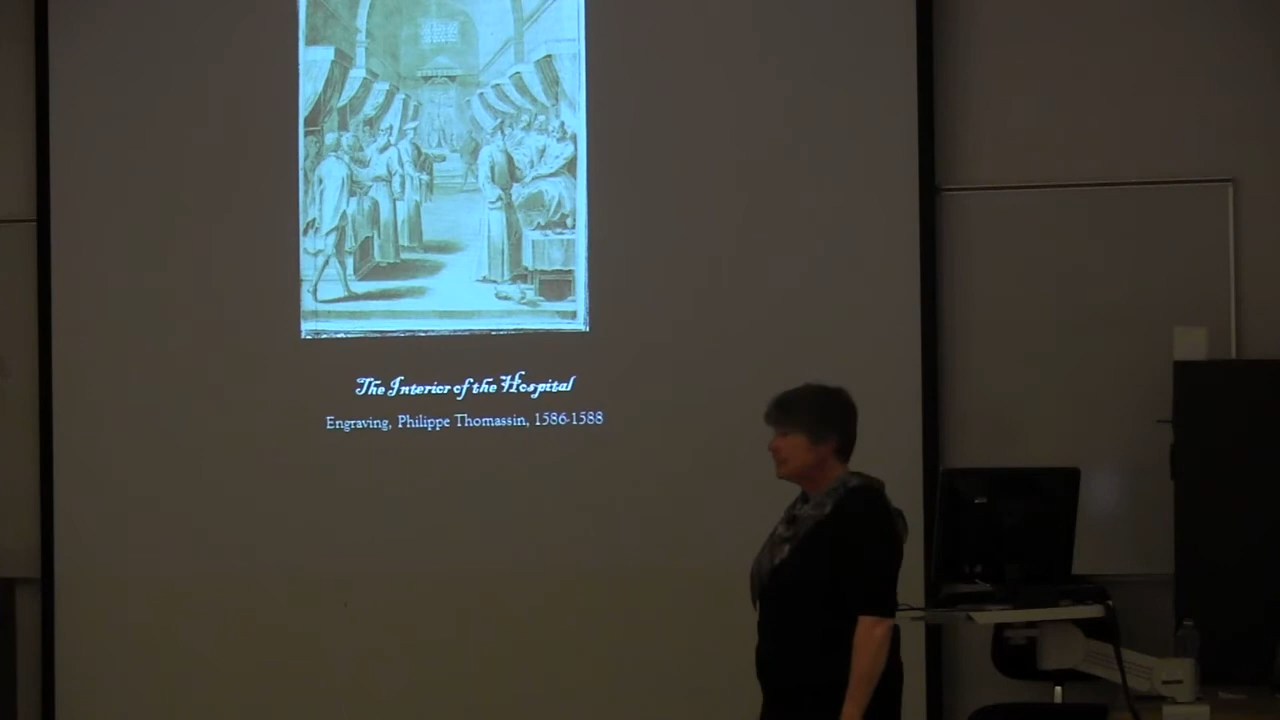 The Interior of the Hospital
Engraving, Philippe Thomassin, 1586-1588